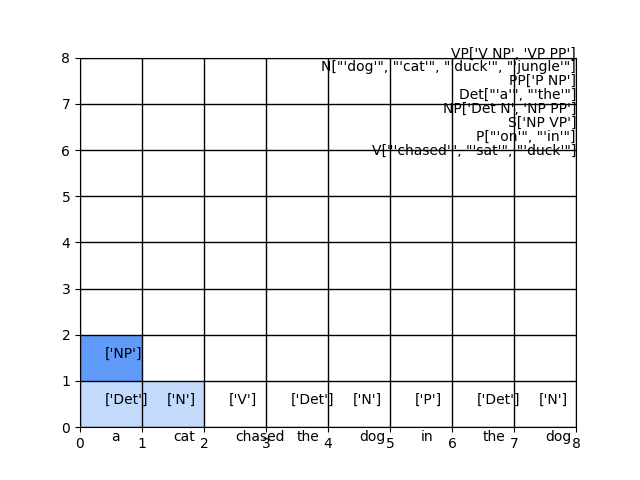 VP['V NP', 'VP PP']
8
N["'dog'", "'cat'", "'duck'", "'jungle'"]
PP['P NP']
Det["'a'", "'the'"]
7
NP['Det N', 'NP PP']
S['NP VP']
P["'on'", "'in'"]
6
V["'chased'", "'sat'", "'duck'"]
5
4
3
2
['NP']
1
['Det'] ['N'] ['V'] ['Det'] ['N'] ['P'] ['Det'] ['N']
0
a cat chased the dog in the dog
0 1 2 3 4 5 6 7 8